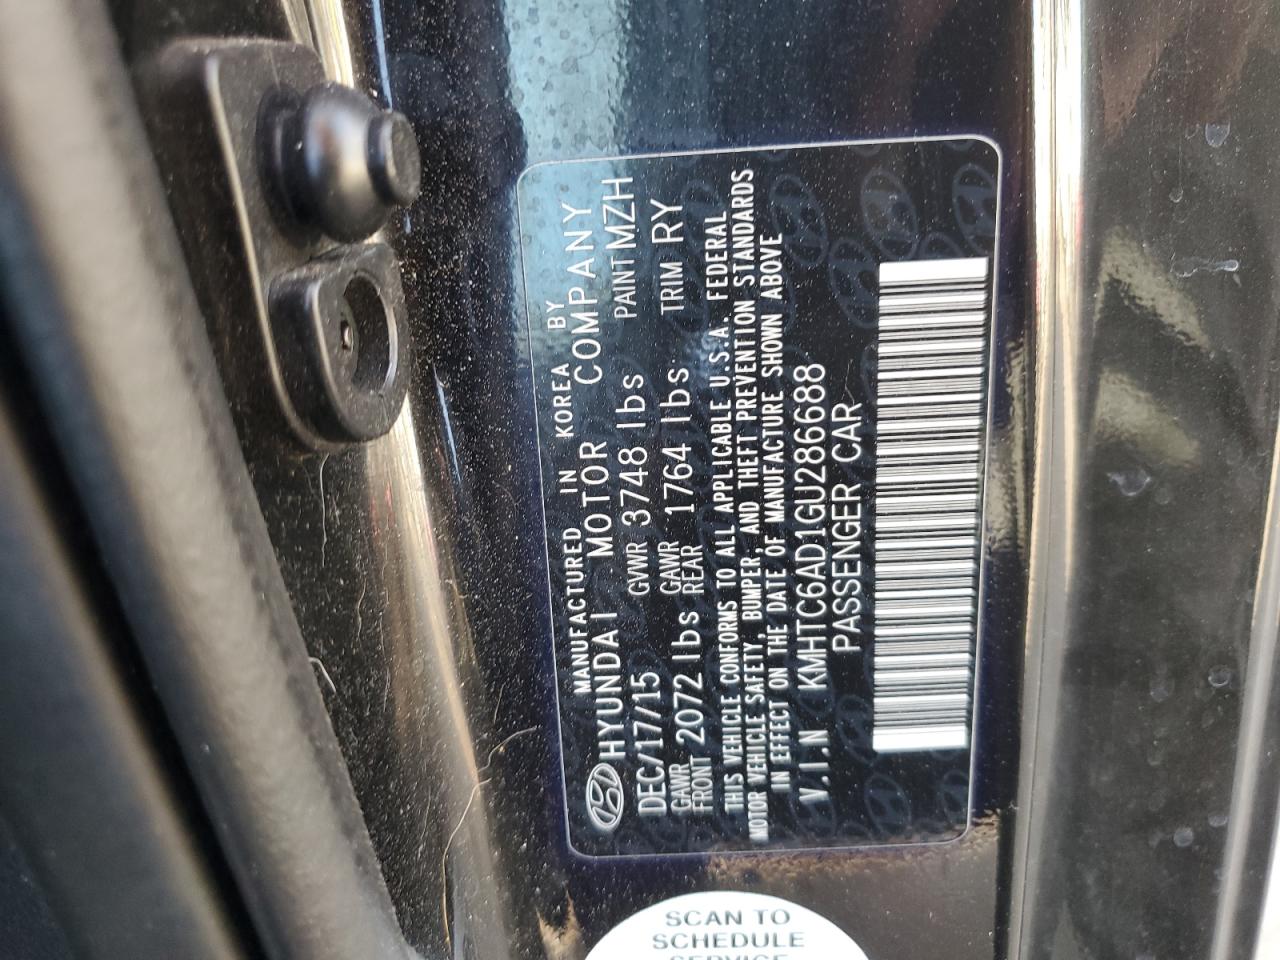 MANUFACTURED IN KOREA BY
HYUNDAI MOTOR COMPANY
DEC/17/15 GVWR 3748 lbs PAINT MZH
GAWR FRONT 2072 lbs GAWR REAR 1764 lbs TRIM RY
THIS VEHICLE CONFORMS TO ALL APPLICABLE U.S.A. FEDERAL
MOTOR VEHICLE SAFETY, BUMPER, AND THEFT PREVENTION STANDARDS
IN EFFECT ON THE DATE OF MANUFACTURE SHOWN ABOVE
V.I.N KMHTC6AD1GU286688
PASSENGER CAR
SCAN TO
SCHEDULE
SERVICE